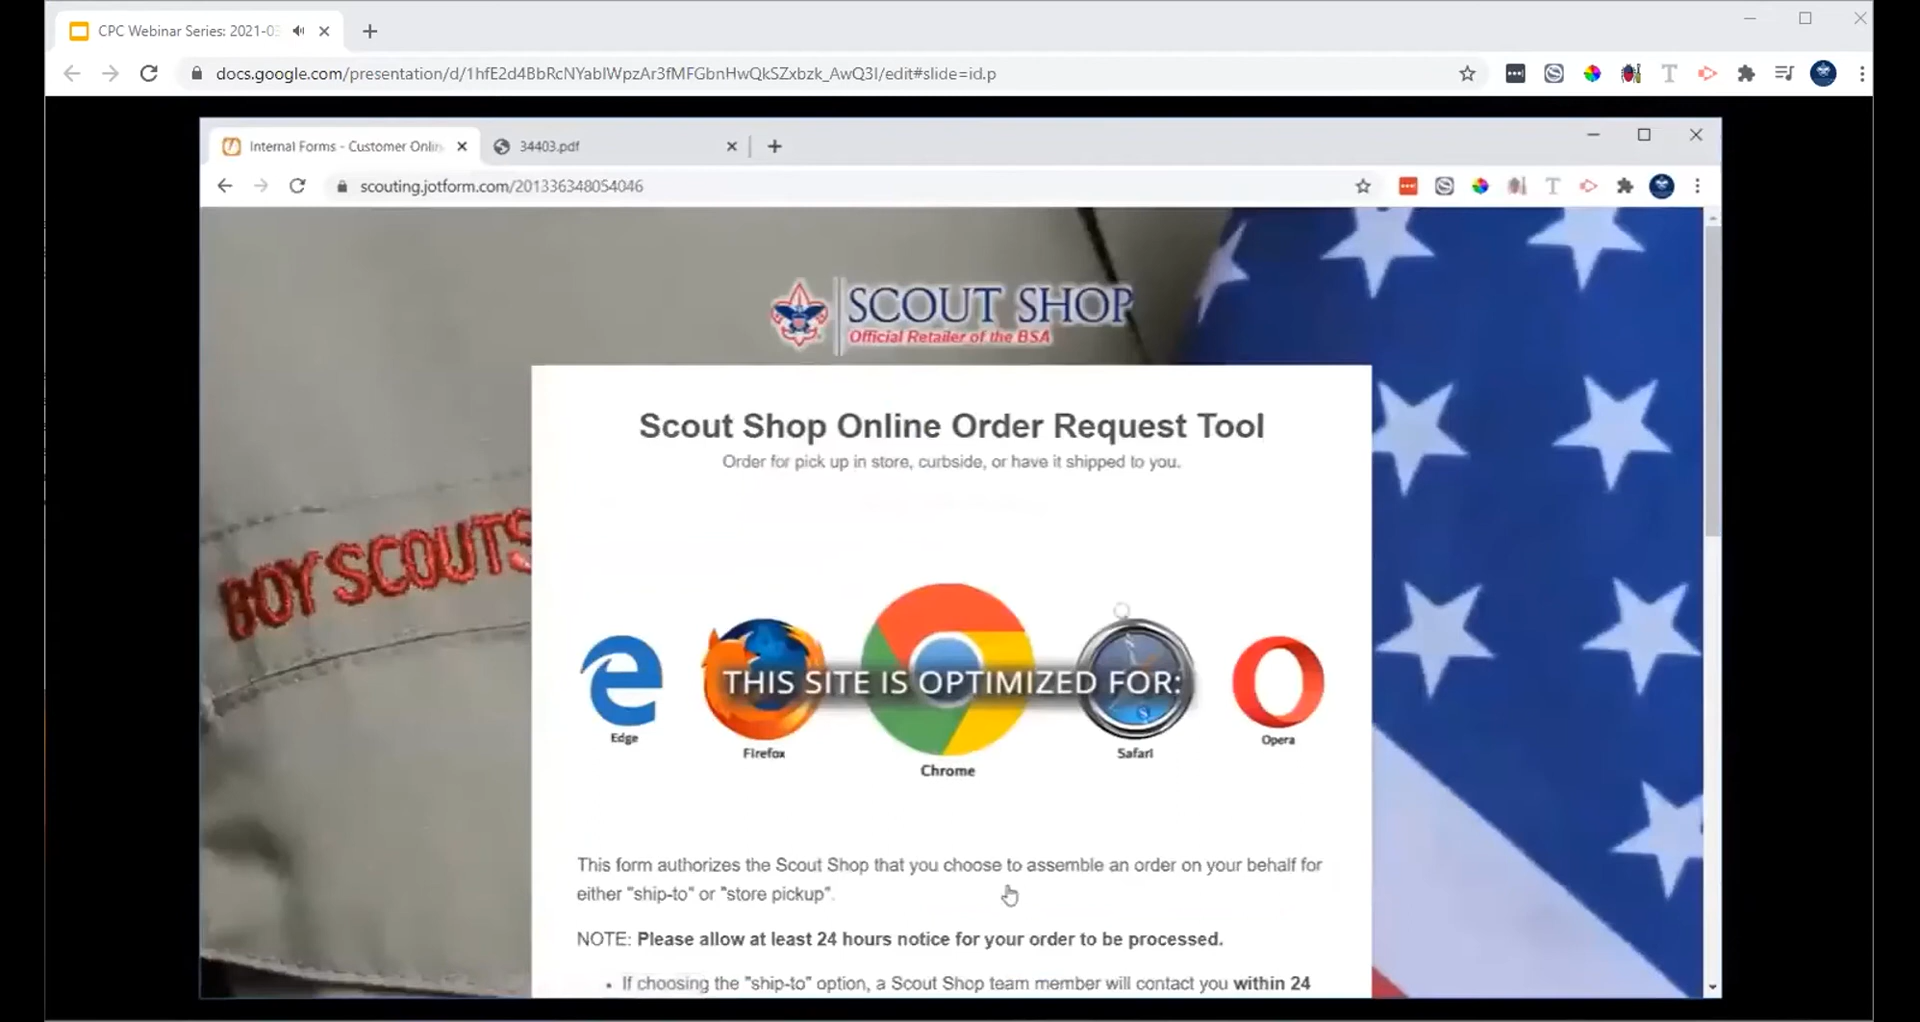 CPC Webinar Series: 2021-03
docs.google.com/presentation/d/1hfE2d4BbRcNYablWpzAr3fMFGbnHwQkSZxbzk_AwQ3I/edit#slide=id.p
Internal Forms - Customer Onlin
34403.pdf
scouting.jotform.com/201336348054046
SCOUT SHOP
Official Retailer of the BSA
Scout Shop Online Order Request Tool
Order for pick up in store, curbside, or have it shipped to you.
BOY SCOUTS
THIS SITE IS OPTIMIZED FOR:
Edge
Firefox
Chrome
Safari
Opera
This form authorizes the Scout Shop that you choose to assemble an order on your behalf for
either "ship-to" or "store pickup".
NOTE: Please allow at least 24 hours notice for your order to be processed.
• If choosing the "ship-to" option, a Scout Shop team member will contact you within 24